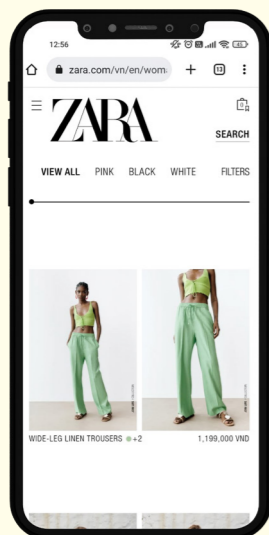 12:56
zara.com/vn/en/wom
ZARA
0
SEARCH
VIEW ALL PINK BLACK WHITE FILTERS
WIDE-LEG LINEN TROUSERS +2 1,199,000 VND